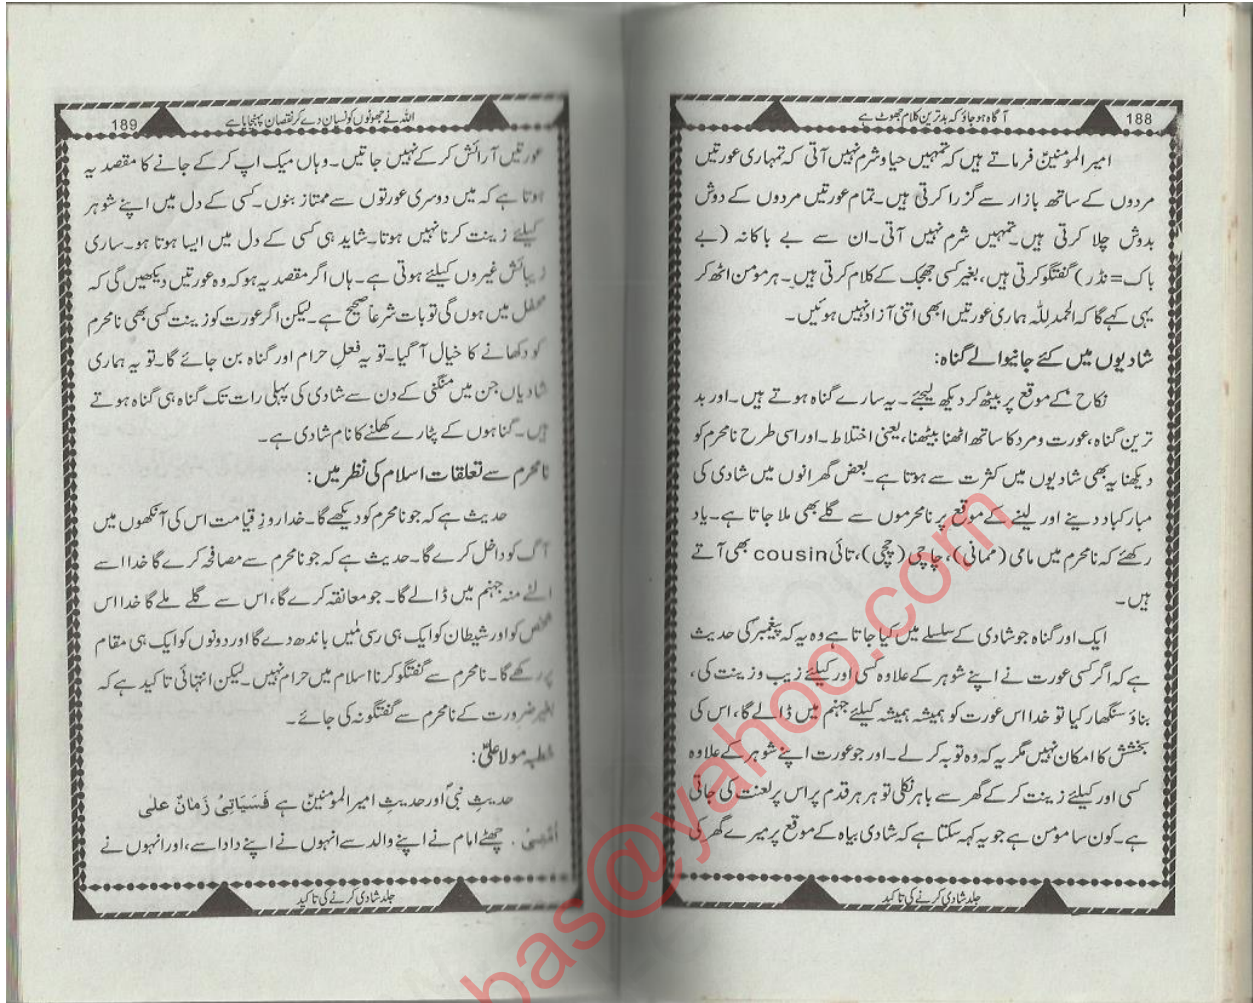 آگاہ ہو جاؤ کہ بدترین کلام جھوٹ ہے
188
امیر المؤمنینؑ فرماتے ہیں کہ تمہیں حیا و شرم نہیں آتی کہ تمہاری عورتیں
مردوں کے ساتھ بازار سے گزرا کرتی ہیں۔ تمام عورتیں مردوں کے دوش
بدوش چلا کرتی ہیں۔ تمہیں شرم نہیں آتی۔ ان سے بے باکانہ (بے
باک = نڈر) گفتگو کرتی ہیں، بغیر کسی جھجک کے کلام کرتی ہیں۔ ہر مؤمن اٹھ کر
یہی کہے گا کہ الحمد للہ ہماری عورتیں ابھی اتنی آزاد نہیں ہوئیں۔
شادیوں میں کئے جانیوالے گناہ:
نکاح کے موقع پر بیٹھ کر دیکھ لیجئے۔ یہ سارے گناہ ہوتے ہیں۔ اور بد
ترین گناہ، عورت و مرد کا ساتھ اٹھنا بیٹھنا، یعنی اختلاط۔ اور اسی طرح نامحرم کو
دیکھنا یہ بھی شادیوں میں کثرت سے ہوتا ہے۔ بعض گھرانوں میں شادی کی
مبارکباد دینے اور لینے کے موقع پر نامحرموں سے گلے بھی ملا جاتا ہے۔ یاد
رکھئے کہ نامحرم میں مامی (ممانی)، چاچی (چچی)، تائی cousin بھی آتے
ہیں۔
ایک اور گناہ جو شادی کے سلسلے میں کیا جاتا ہے وہ یہ کہ پیغمبرؐ کی حدیث
ہے کہ اگر کسی عورت نے اپنے شوہر کے علاوہ کسی اور کیلئے زیب و زینت کی،
بناؤ سنگھار کیا تو خدا اس عورت کو ہمیشہ ہمیشہ کیلئے جہنم میں ڈالے گا، اس کی
بخشش کا امکان نہیں مگر یہ کہ وہ توبہ کر لے۔ اور جو عورت اپنے شوہر کے علاوہ
کسی اور کیلئے زینت کر کے گھر سے باہر نکلی تو ہر ہر قدم پر اس پر لعنت کی جاتی
ہے۔ کون سا مؤمن ہے جو یہ کہہ سکتا ہے کہ شادی بیاہ کے موقع پر میرے گھر کی
جلد شادی کرنے کی تاکید
اللہ نے جھوٹوں کو نسیان دے کر نقصان پہنچایا ہے
189
عورتیں آرائش کر کے نہیں جاتیں۔ وہاں میک اپ کر کے جانے کا مقصد یہ
ہوتا ہے کہ میں دوسری عورتوں سے ممتاز بنوں۔ کسی کے دل میں اپنے شوہر
کیلئے زینت کرنا نہیں ہوتا۔ شاید ہی کسی کے دل میں ایسا ہوتا ہو۔ ساری
زیبائش غیروں کیلئے ہوتی ہے۔ ہاں اگر مقصد یہ ہو کہ وہ عورتیں دیکھیں گی کہ
محفل میں ہوں گی تو بات شرعاً صحیح ہے۔ لیکن اگر عورت کو زینت کسی بھی نامحرم
کو دکھانے کا خیال آ گیا۔ تو یہ فعلِ حرام اور گناہ بن جائے گا۔ تو یہ ہماری
شادیاں جن میں منگنی کے دن سے شادی کی پہلی رات تک گناہ ہی گناہ ہوتے
ہیں۔ گناہوں کے پٹارے کھلنے کا نام شادی ہے۔
نامحرم سے تعلقات اسلام کی نظر میں:
حدیث ہے کہ جو نامحرم کو دیکھے گا۔ خدا روزِ قیامت اس کی آنکھوں میں
آگ کو داخل کرے گا۔ حدیث ہے کہ جو نامحرم سے مصافحہ کرے گا خدا اسے
الٹے منہ جہنم میں ڈالے گا۔ جو معانقہ کرے گا، اس سے گلے ملے گا خدا اس
شخص کو اور شیطان کو ایک ہی رسی میں باندھ دے گا اور دونوں کو ایک ہی مقام
پر رکھے گا۔ نامحرم سے گفتگو کرنا اسلام میں حرام نہیں۔ لیکن انتہائی تاکید ہے کہ
بغیر ضرورت کے نامحرم سے گفتگو نہ کی جائے۔
خطبہ مولا علیؑ:
حدیثِ نبیؐ اور حدیثِ امیر المؤمنینؑ ہے فَسَیَاتِیْ زَمَانٌ عَلٰی
اُمَّتِیْ۔ چھٹے امام نے اپنے والد سے انہوں نے اپنے دادا سے، اور انہوں نے
جلد شادی کرنے کی تاکید
bas@yahoo.com